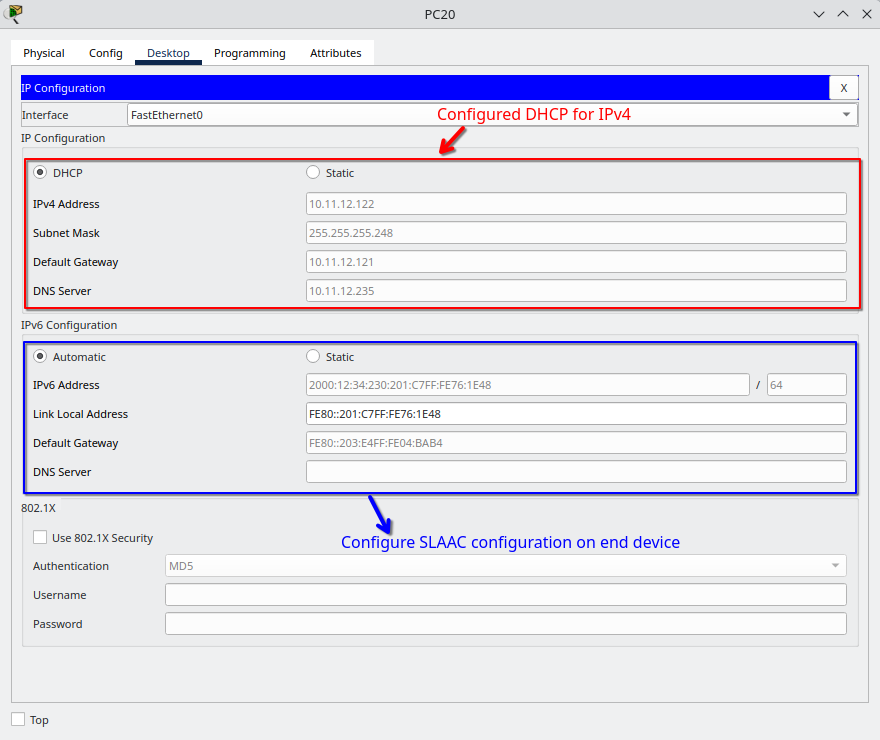 PC20
Physical Config Desktop Programming Attributes
IP Configuration X
Interface FastEthernet0 Configured DHCP for IPv4
IP Configuration
DHCP Static
IPv4 Address 10.11.12.122
Subnet Mask 255.255.255.248
Default Gateway 10.11.12.121
DNS Server 10.11.12.235
IPv6 Configuration
Automatic Static
IPv6 Address 2000:12:34:230:201:C7FF:FE76:1E48 / 64
Link Local Address FE80::201:C7FF:FE76:1E48
Default Gateway FE80::203:E4FF:FE04:BAB4
DNS Server
802.1X
Use 802.1X Security
Configure SLAAC configuration on end device
Authentication MD5
Username
Password
Top